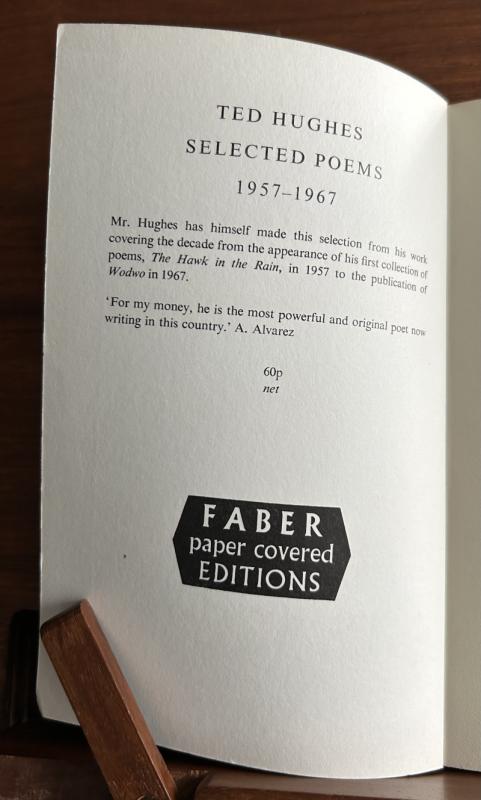 TED HUGHES
SELECTED POEMS
1957–1967
Mr. Hughes has himself made this selection from his work
covering the decade from the appearance of his first collection of
poems, The Hawk in the Rain, in 1957 to the publication of
Wodwo in 1967.
'For my money, he is the most powerful and original poet now
writing in this country.' A. Alvarez
60p
net
FABER
paper covered
EDITIONS